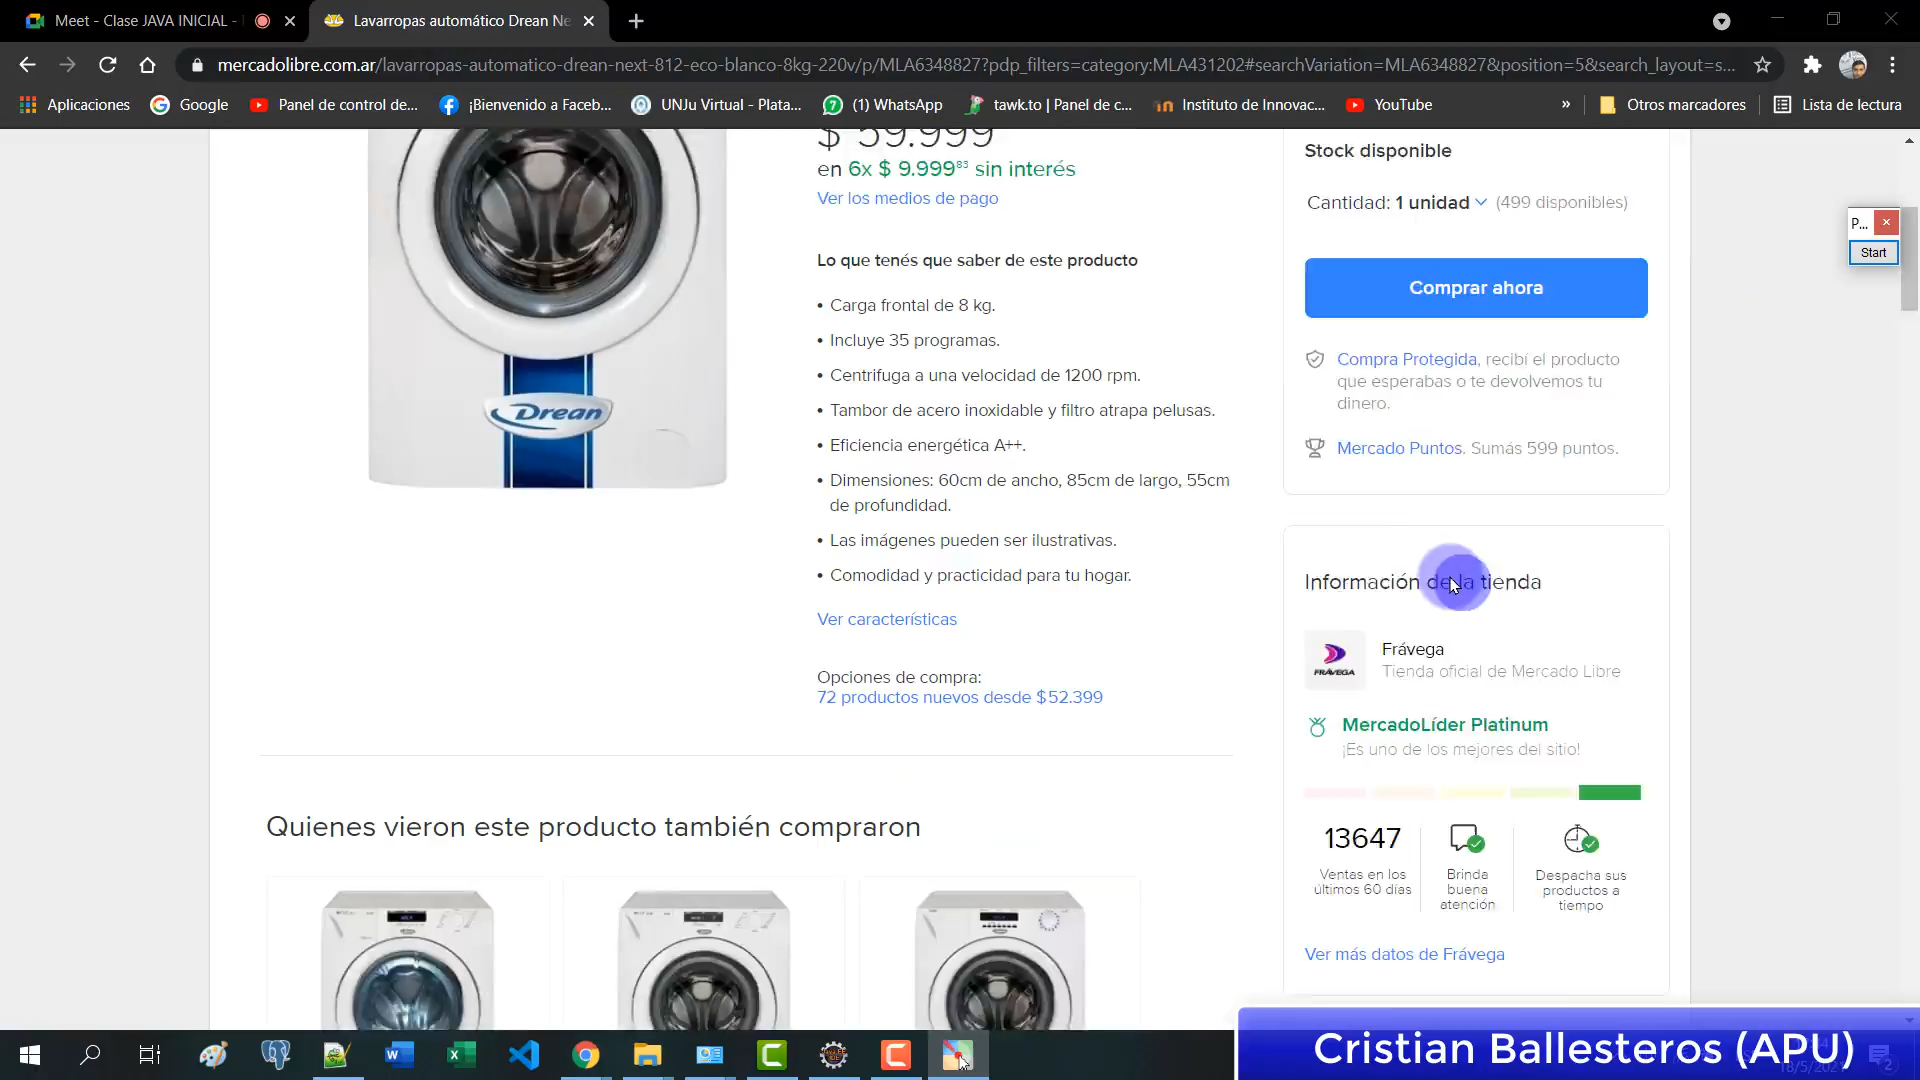 Meet - Clase JAVA INICIAL -
Lavarropas automático Drean Ne
mercadolibre.com.ar/lavarropas-automatico-drean-next-812-eco-blanco-8kg-220v/p/MLA6348827?pdp_filters=category:MLA431202#searchVariation=MLA6348827&position=5&search_layout=s...
Aplicaciones
Google
Panel de control de...
¡Bienvenido a Faceb...
UNJu Virtual - Plata...
(1) WhatsApp
tawk.to | Panel de c...
Instituto de Innovac...
YouTube
»
Otros marcadores
Lista de lectura
$ 59.999
en 6x $ 9.999⁸³ sin interés
Ver los medios de pago
Lo que tenés que saber de este producto
• Carga frontal de 8 kg.
• Incluye 35 programas.
• Centrifuga a una velocidad de 1200 rpm.
• Tambor de acero inoxidable y filtro atrapa pelusas.
• Eficiencia energética A++.
• Dimensiones: 60cm de ancho, 85cm de largo, 55cm
de profundidad.
• Las imágenes pueden ser ilustrativas.
• Comodidad y practicidad para tu hogar.
Ver características
Opciones de compra:
72 productos nuevos desde $52.399
Drean
Stock disponible
Cantidad: 1 unidad (499 disponibles)
Comprar ahora
Compra Protegida, recibí el producto
que esperabas o te devolvemos tu
dinero.
Mercado Puntos. Sumás 599 puntos.
Información de la tienda
FRÁVEGA
Frávega
Tienda oficial de Mercado Libre
MercadoLíder Platinum
¡Es uno de los mejores del sitio!
13647
Ventas en los
últimos 60 días
Brinda
buena
atención
Despacha sus
productos a
tiempo
Ver más datos de Frávega
P...
Start
Quienes vieron este producto también compraron
Cristian Ballesteros (APU)